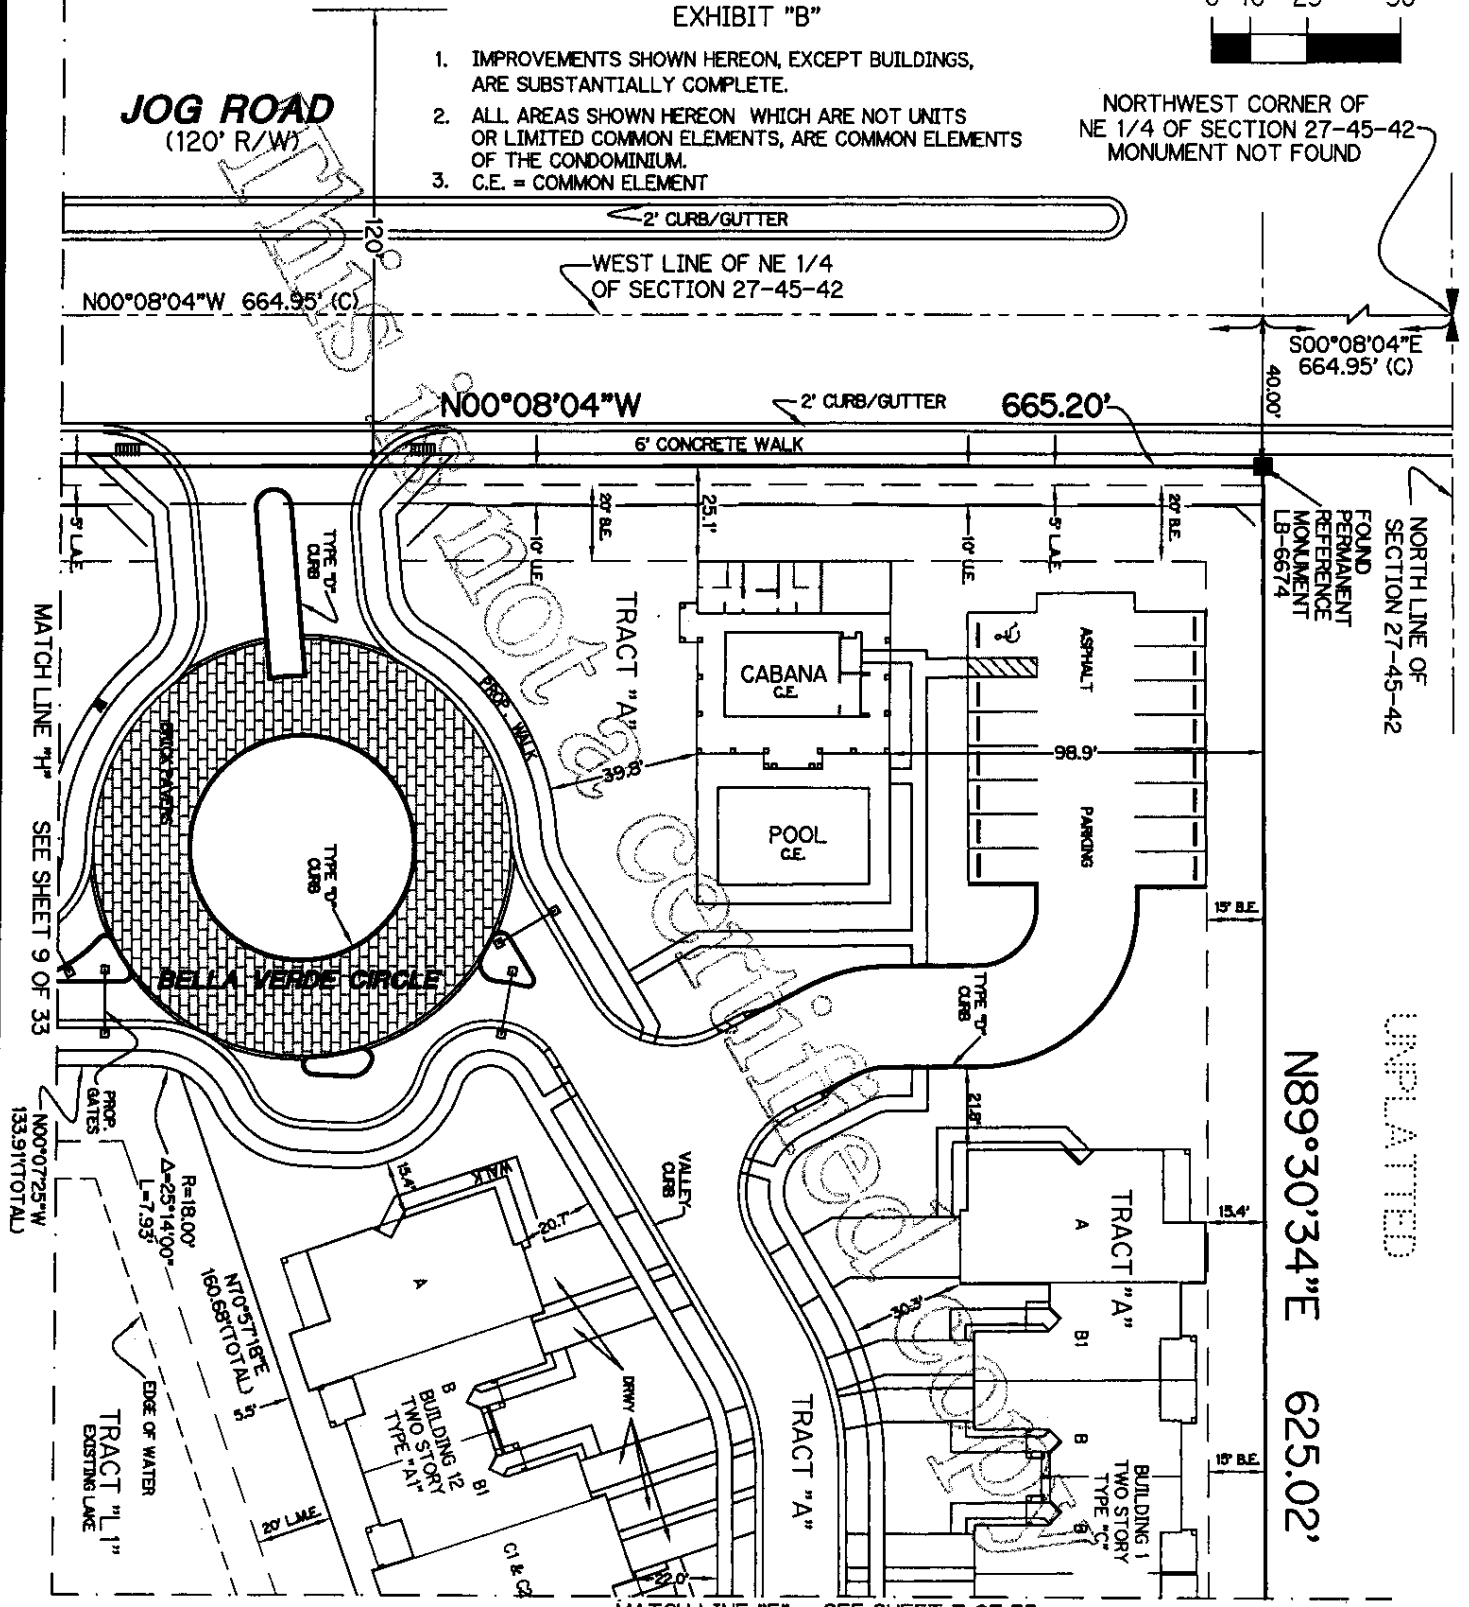 EXHIBIT "B"
1. IMPROVEMENTS SHOWN HEREON, EXCEPT BUILDINGS,
ARE SUBSTANTIALLY COMPLETE.
2. ALL AREAS SHOWN HEREON WHICH ARE NOT UNITS
OR LIMITED COMMON ELEMENTS, ARE COMMON ELEMENTS
OF THE CONDOMINIUM.
3. C.E. = COMMON ELEMENT
JOG ROAD
(120' R/W)
NORTHWEST CORNER OF
NE 1/4 OF SECTION 27-45-42
MONUMENT NOT FOUND
2' CURB/GUTTER
120'
WEST LINE OF NE 1/4
OF SECTION 27-45-42
N00°08'04"W 664.95' (C)
S00°08'04"E
664.95' (C)
40.00'
N00°08'04"W
2' CURB/GUTTER
665.20'
6' CONCRETE WALK
NORTH LINE OF
SECTION 27-45-42
FOUND
PERMANENT
REFERENCE
MONUMENT
LB-6674
5' L.A.E.
10' U.E.
20' B.E.
25.1'
10' U.E.
5' L.A.E.
20' B.E.
TYPE "D"
CURB
TRACT "A"
PROP. WALK
CABANA
C.E.
ASPHALT
PARKING
98.9'
39.8'
POOL
C.E.
BRICK PAVERS
TYPE "D"
CURB
BELLA VERDE CIRCLE
15' B.E.
TYPE "D"
CURB
MATCH LINE "H" SEE SHEET 9 OF 33
UNPLATTED
N89°30'34"E 625.02'
PROP.
GATES
N00°07'25"W
133.91'(TOTAL)
R=18.00'
Δ=25°14'00"
L=7.93'
N70°57'18"E
160.68'(TOTAL)
15.4'
WALK
20.7'
VALLEY
CURB
21.8'
TRACT "A"
A
15.4'
A
30.3'
B1
DRWY
B
BUILDING 12
TWO STORY
TYPE "A1"
B1
C1 & C2
TRACT "A"
B
BUILDING 1
TWO STORY
TYPE "C"
B
15' B.E.
5.5'
EDGE OF WATER
TRACT "L 1"
EXISTING LAKE
20' L.M.E.
22.0'
This is not a certified copy